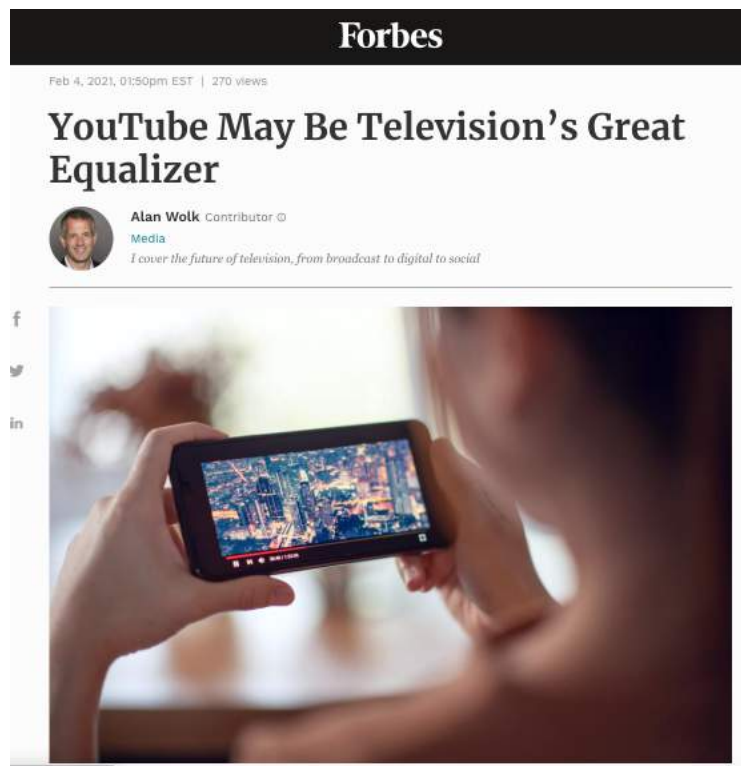 Forbes
Feb 4, 2021, 01:50pm EST | 270 views
YouTube May Be Television’s Great
Equalizer
Alan Wolk Contributor
Media
I cover the future of television, from broadcast to digital to social
f
in